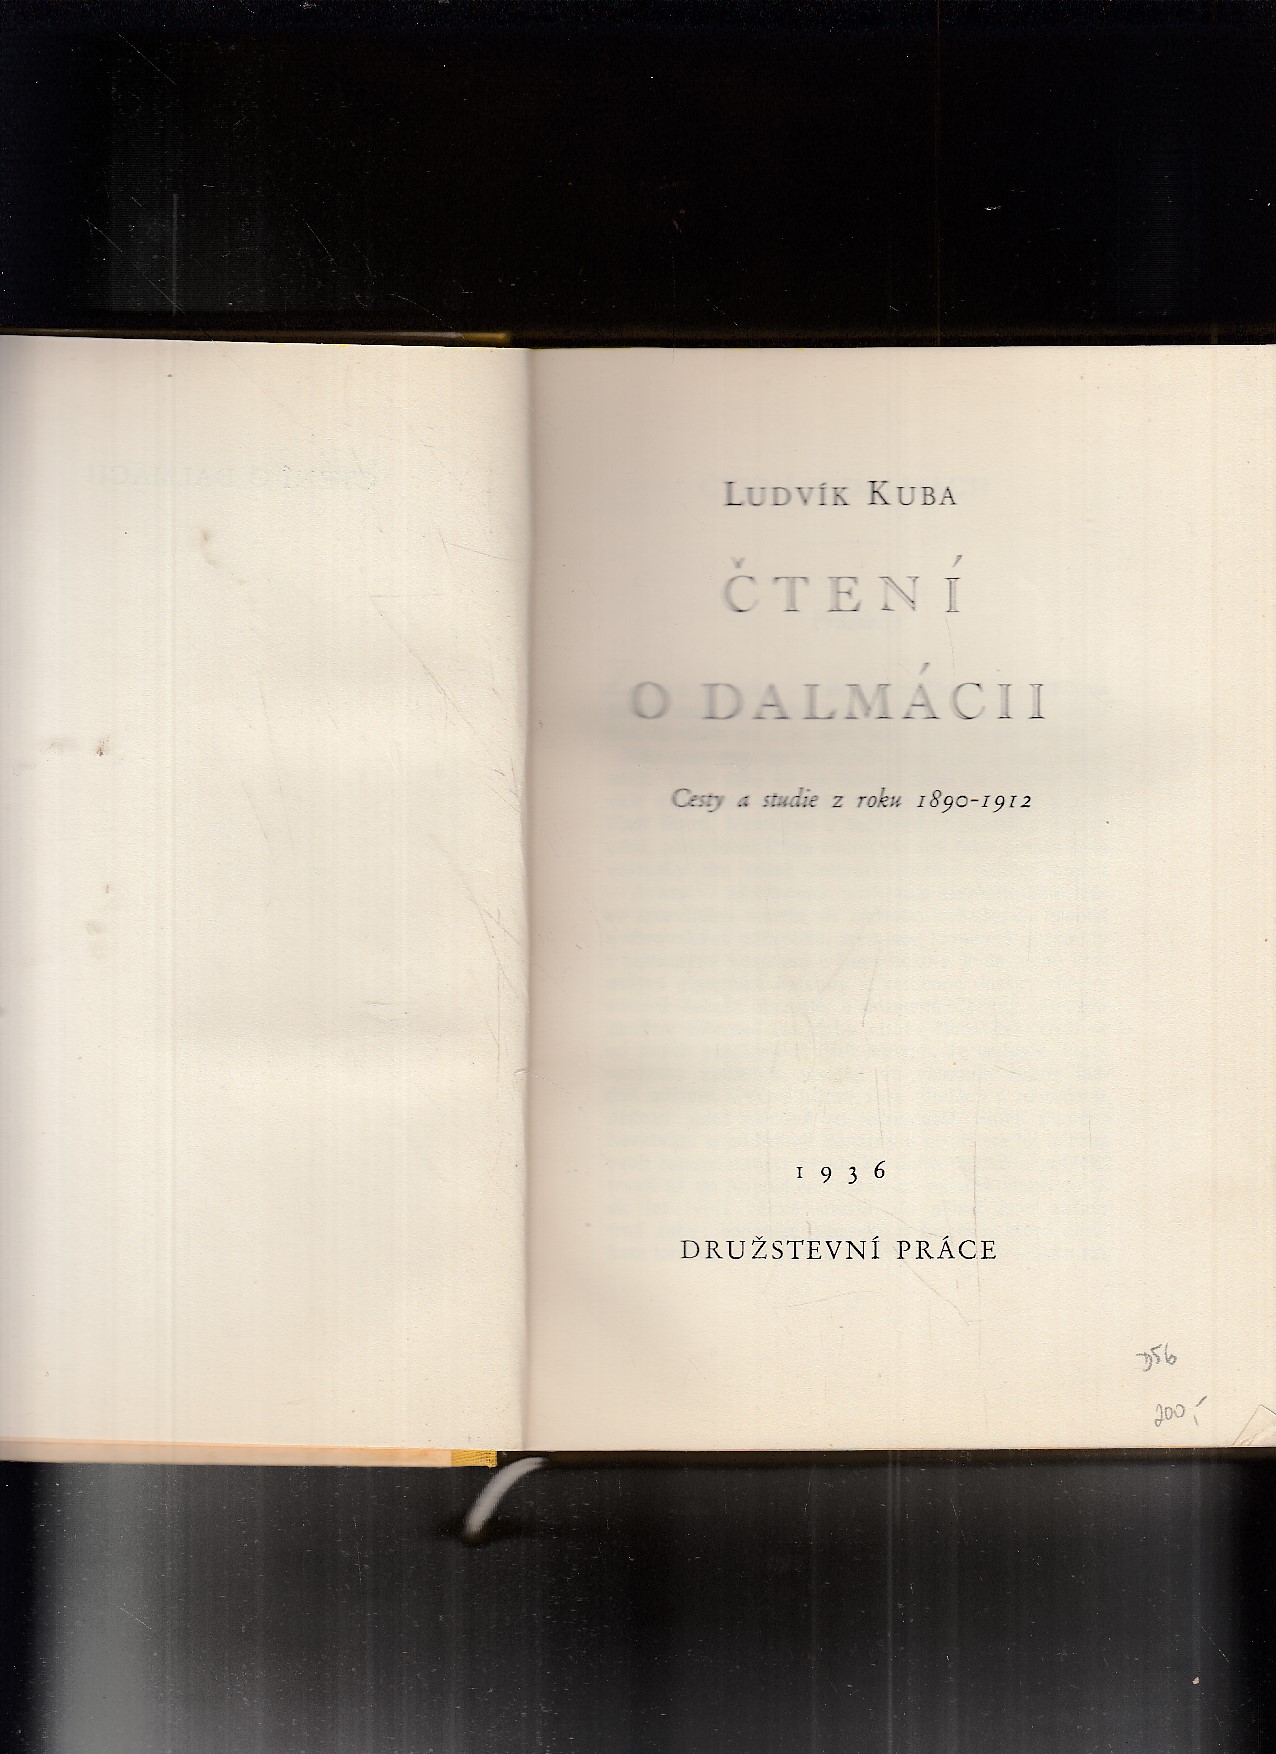 Ludvík Kuba
ČTENÍ
O DALMÁCII
Cesty a studie z roku 1890-1912
1936
DRUŽSTEVNÍ PRÁCE
200,-